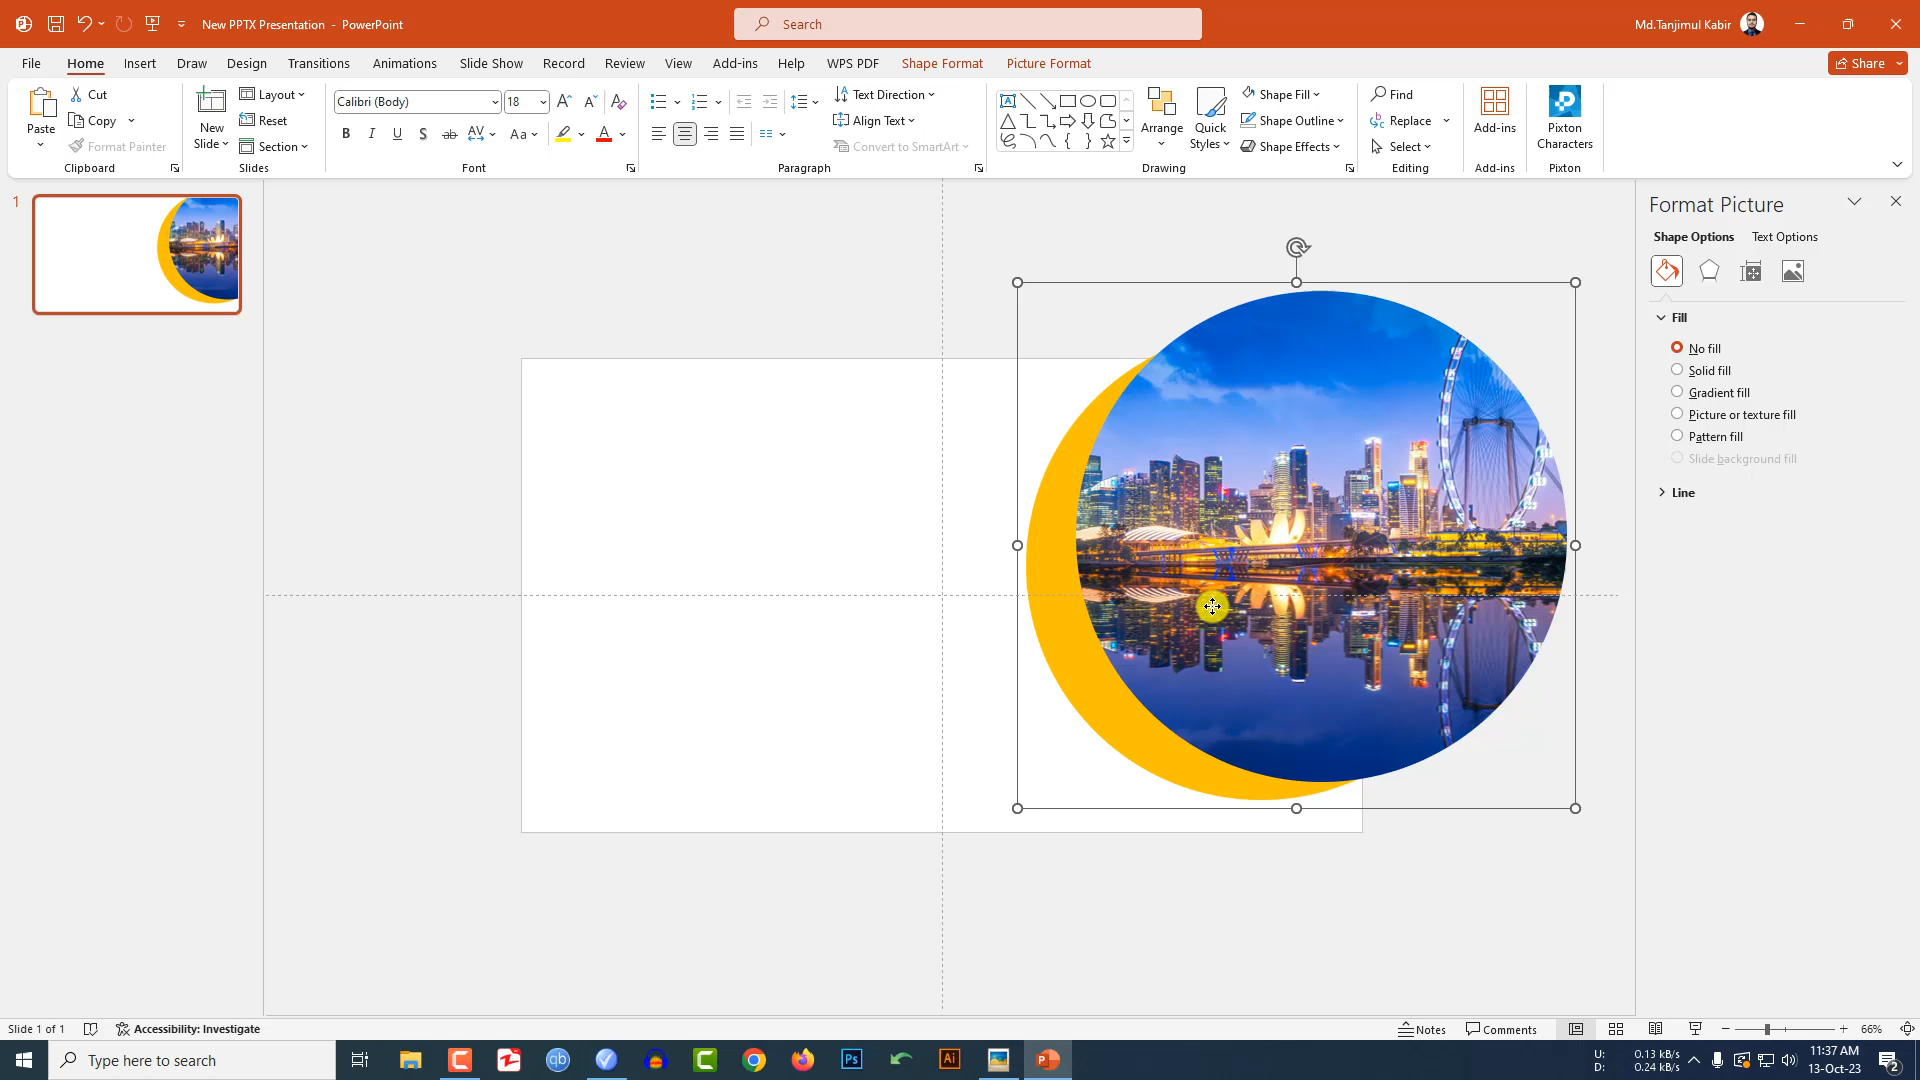 New PPTX Presentation - PowerPoint
Search
Md.Tanjimul Kabir
File Home Insert Draw Design Transitions Animations Slide Show Record Review View Add-ins Help WPS PDF Shape Format Picture Format
Share
Paste
Cut
Copy
Format Painter
Clipboard
New Slide
Layout
Reset
Section
Slides
Calibri (Body)
18
Font
Text Direction
Align Text
Convert to SmartArt
Paragraph
Arrange
Quick Styles
Shape Fill
Shape Outline
Shape Effects
Drawing
Find
Replace
Select
Editing
Add-ins
Add-ins
Pixton Characters
Pixton
1
Format Picture
Shape Options Text Options
Fill
No fill
Solid fill
Gradient fill
Picture or texture fill
Pattern fill
Slide background fill
Line
Slide 1 of 1
Accessibility: Investigate
Notes
Comments
66%
Type here to search
U: 0.13 kB/s
D: 0.24 kB/s
11:37 AM
13-Oct-23
2